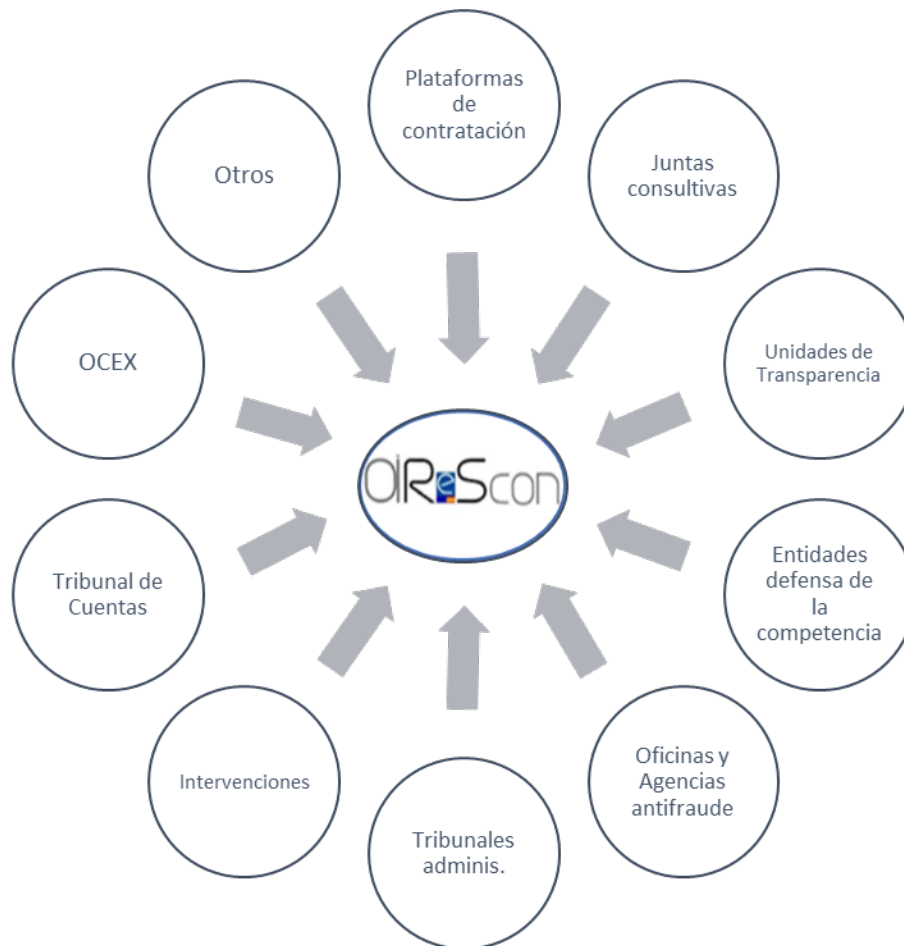 Plataformas
de
contratación
Juntas
consultivas
Unidades de
Transparencia
Entidades
defensa de
la
competencia
Oficinas y
Agencias
antifraude
Tribunales
adminis.
Intervenciones
Tribunal de
Cuentas
OCEX
Otros
OiReScon